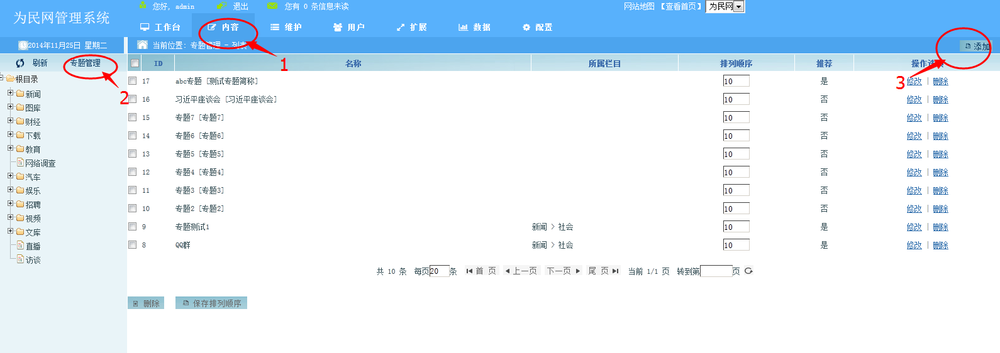 您好, admin 退出 您有 0 条信息未读 网站地图 【查看首页】 为民网
为民网管理系统
工作台 内容 维护 用户 扩展 数据 配置
2014年11月25日 星期二 当前位置: 专题管理 - 列表 添加
1
刷新 专题管理 ID 名称 所属栏目 排列顺序 推荐 操作选项
2
3
根目录
新闻
图库
财经
下载
教育
网络调查
汽车
娱乐
招聘
视频
文库
直播
访谈
17 abc专题 [测试专题简称] 10 是 修改 | 删除
16 习近平座谈会 [习近平座谈会] 10 否 修改 | 删除
15 专题7 [专题7] 10 否 修改 | 删除
14 专题6 [专题6] 10 否 修改 | 删除
13 专题5 [专题5] 10 否 修改 | 删除
12 专题4 [专题4] 10 否 修改 | 删除
11 专题3 [专题3] 10 否 修改 | 删除
10 专题2 [专题2] 10 否 修改 | 删除
9 专题测试1 新闻 > 社会 10 是 修改 | 删除
8 QQ群 新闻 > 社会 10 是 修改 | 删除
共 10 条 每页20条 首 页 上一页 下一页 尾 页 当前 1/1 页 转到第 页
删除 保存排列顺序